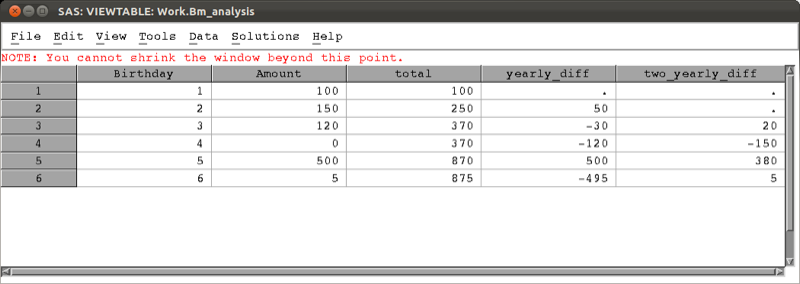 SAS: VIEWTABLE: Work.Bm_analysis
File Edit View Tools Data Solutions Help
NOTE: You cannot shrink the window beyond this point.
Birthday Amount total yearly_diff two_yearly_diff
1 1 100 100 . .
2 2 150 250 50 .
3 3 120 370 -30 20
4 4 0 370 -120 -150
5 5 500 870 500 380
6 6 5 875 -495 5